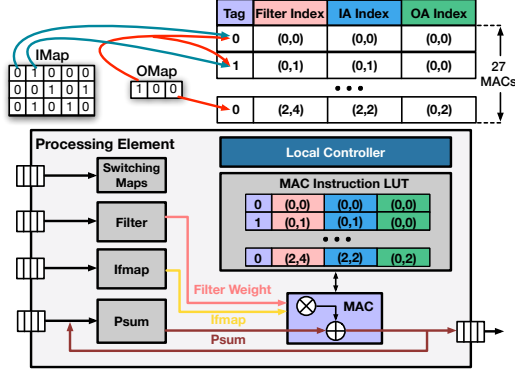 Tag Filter Index IA Index OA Index
0 (0,0) (0,0) (0,0)
1 (0,1) (0,1) (0,0)
•••
0 (2,4) (2,2) (0,2)
27
MACs
IMap
0 1 0 0 0
0 0 1 0 1
0 1 0 1 0
OMap
1 0 0
Processing Element
Switching
Maps
Filter
Ifmap
Psum
Local Controller
MAC Instruction LUT
0 (0,0) (0,0) (0,0)
1 (0,1) (0,1) (0,0)
•••
0 (2,4) (2,2) (0,2)
Filter Weight
Ifmap
Psum
MAC